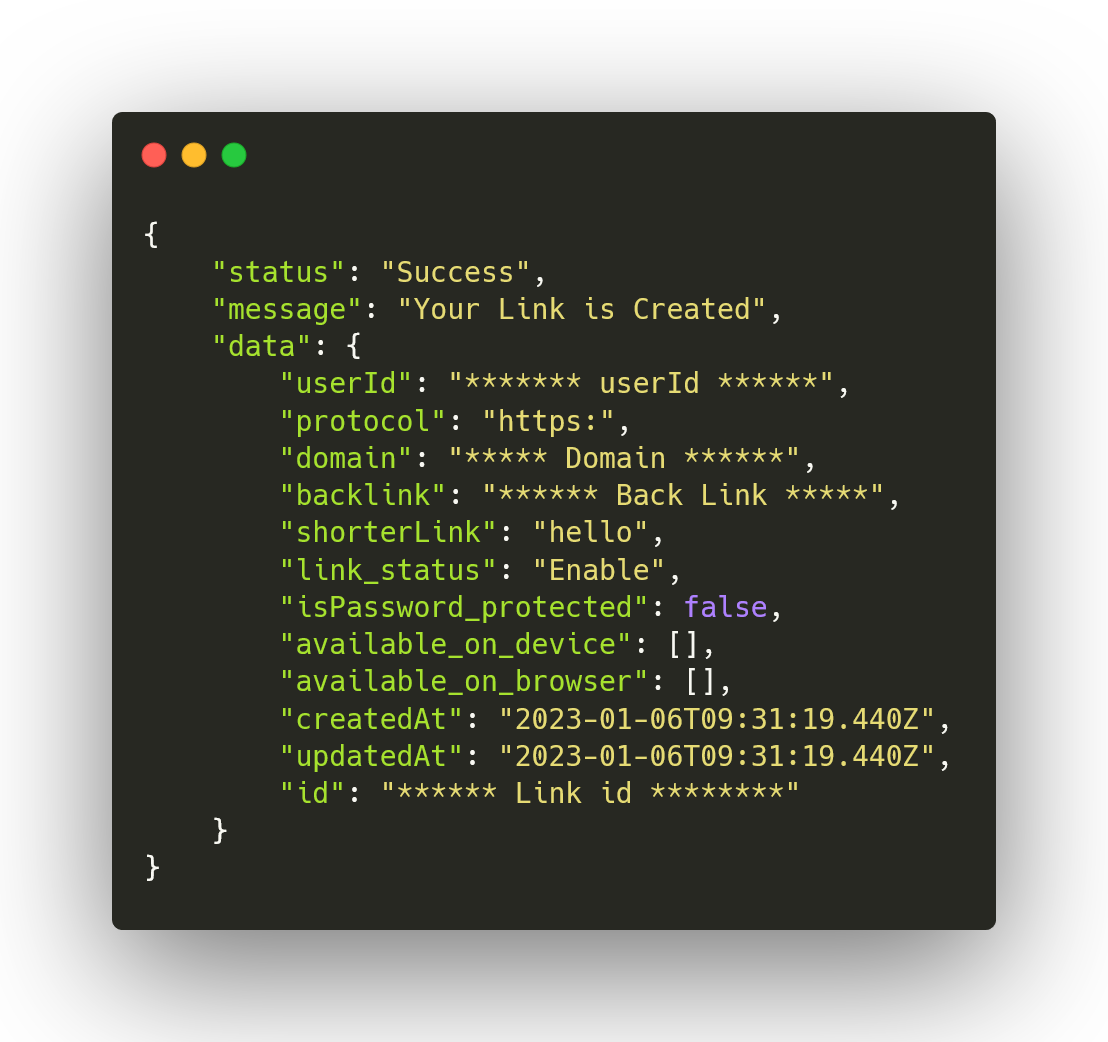 {
    "status": "Success",
    "message": "Your Link is Created",
    "data": {
        "userId": "******* userId ******",
        "protocol": "https:",
        "domain": "***** Domain ******",
        "backlink": "****** Back Link *****",
        "shorterLink": "hello",
        "link_status": "Enable",
        "isPassword_protected": false,
        "available_on_device": [],
        "available_on_browser": [],
        "createdAt": "2023-01-06T09:31:19.440Z",
        "updatedAt": "2023-01-06T09:31:19.440Z",
        "id": "****** Link id ********"
    }
}